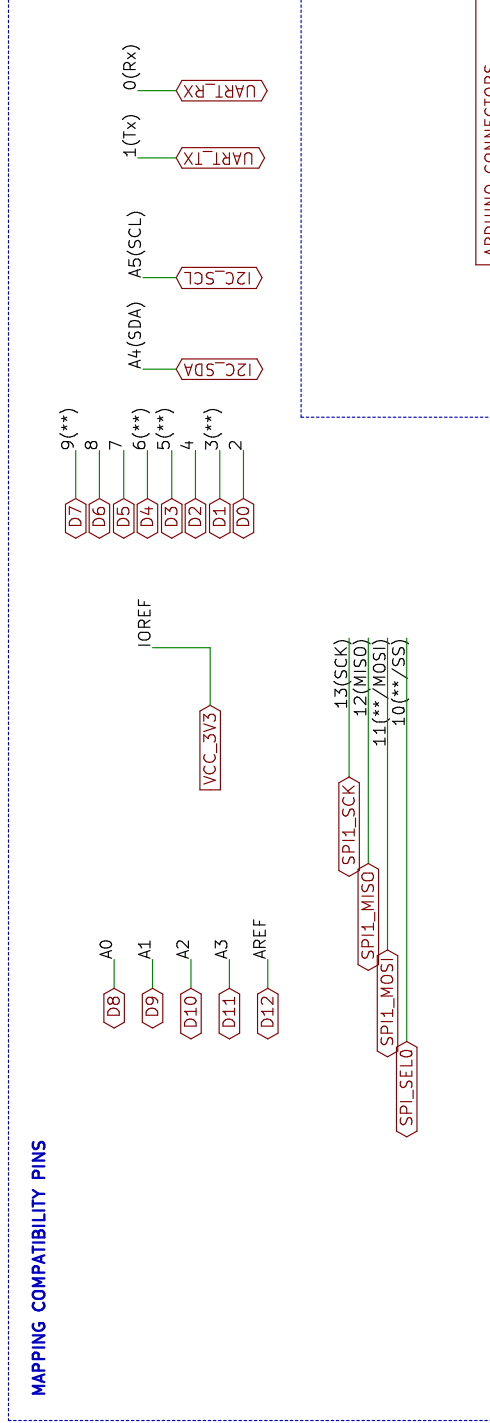 MAPPING COMPATIBILITY PINS
D8 A0
D9 A1
D10 A2
D11 A3
D12 AREF
SPI1_SCK 13(SCK)
SPI1_MISO 12(MISO)
SPI1_MOSI 11(**/MOSI)
SPI_SEL0 10(**/SS)
VCC_3V3 IOREF
D7 9(**)
D6 8
D5 7
D4 6(**)
D3 5(**)
D2 4
D1 3(**)
D0 2
A4(SDA) I2C_SDA
A5(SCL) I2C_SCL
1(Tx) UART_TX
0(Rx) UART_RX
ARDUINO CONNECTORS